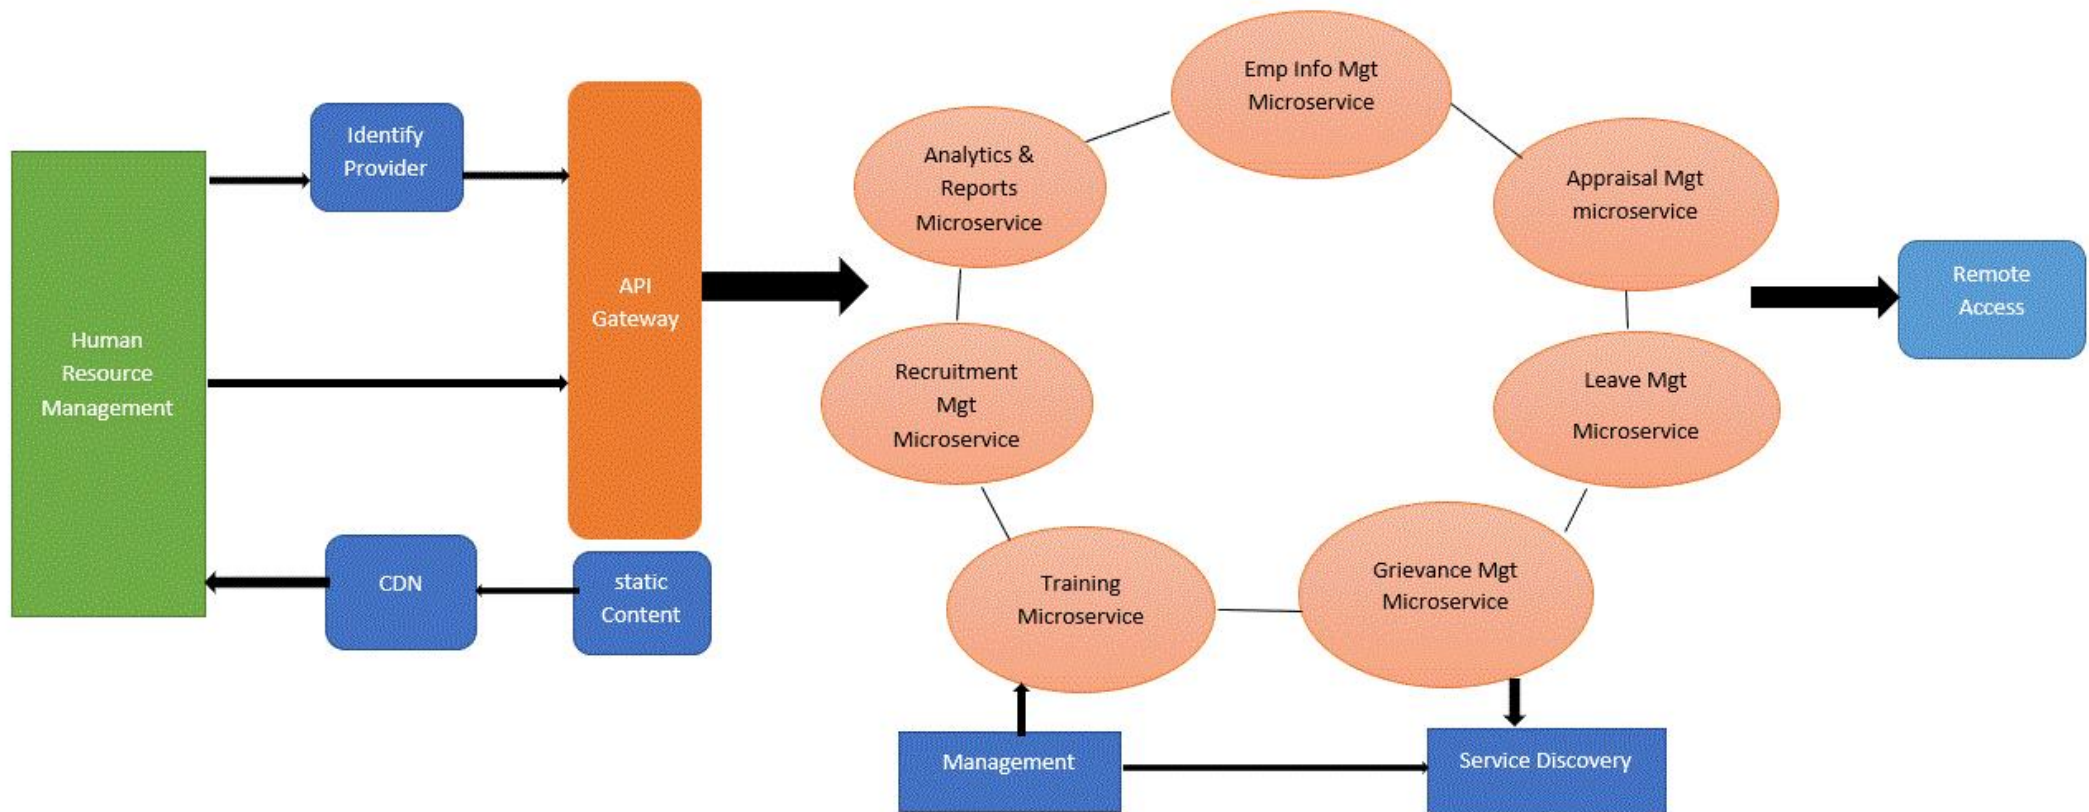 Human
Resource
Management
Identify
Provider
API
Gateway
CDN
static
Content
Emp Info Mgt
Microservice
Analytics &
Reports
Microservice
Appraisal Mgt
microservice
Recruitment
Mgt
Microservice
Leave Mgt
Microservice
Training
Microservice
Grievance Mgt
Microservice
Management
Service Discovery
Remote
Access